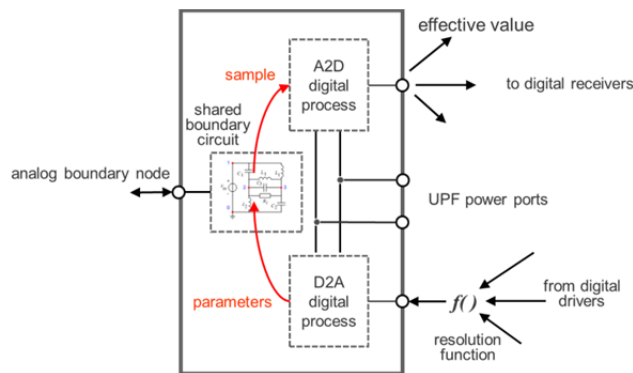 effective value
A2D
digital
process
sample
to digital receivers
shared
boundary
circuit
analog boundary node
UPF power ports
D2A
digital
process
parameters
f()
from digital
drivers
resolution
function